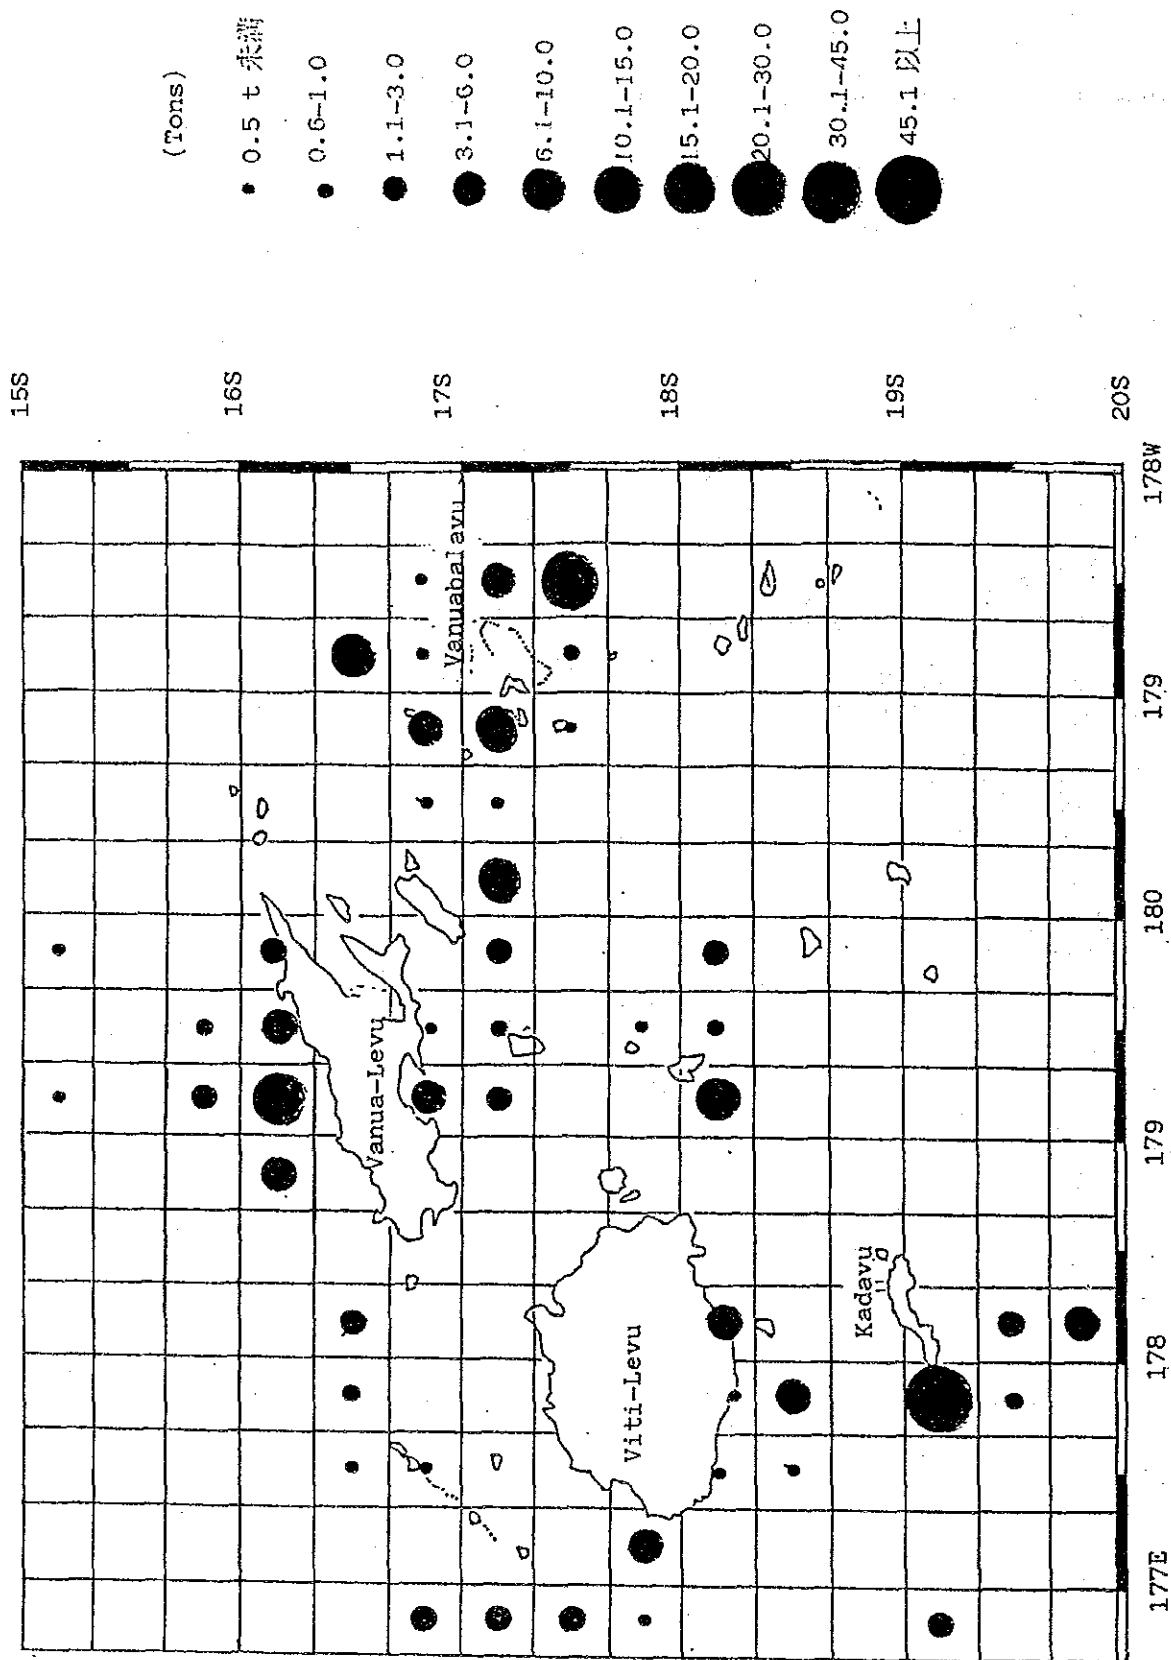 (Tons)
0.5 t 未満
0.6-1.0
1.1-3.0
3.1-6.0
6.1-10.0
10.1-15.0
15.1-20.0
20.1-30.0
30.1-45.0
45.1 以上
15S
16S
17S
18S
19S
20S
177E
178
179
180
179
178W
Vanua-Levu
Vanuabalavu
Viti-Levu
Kadavu